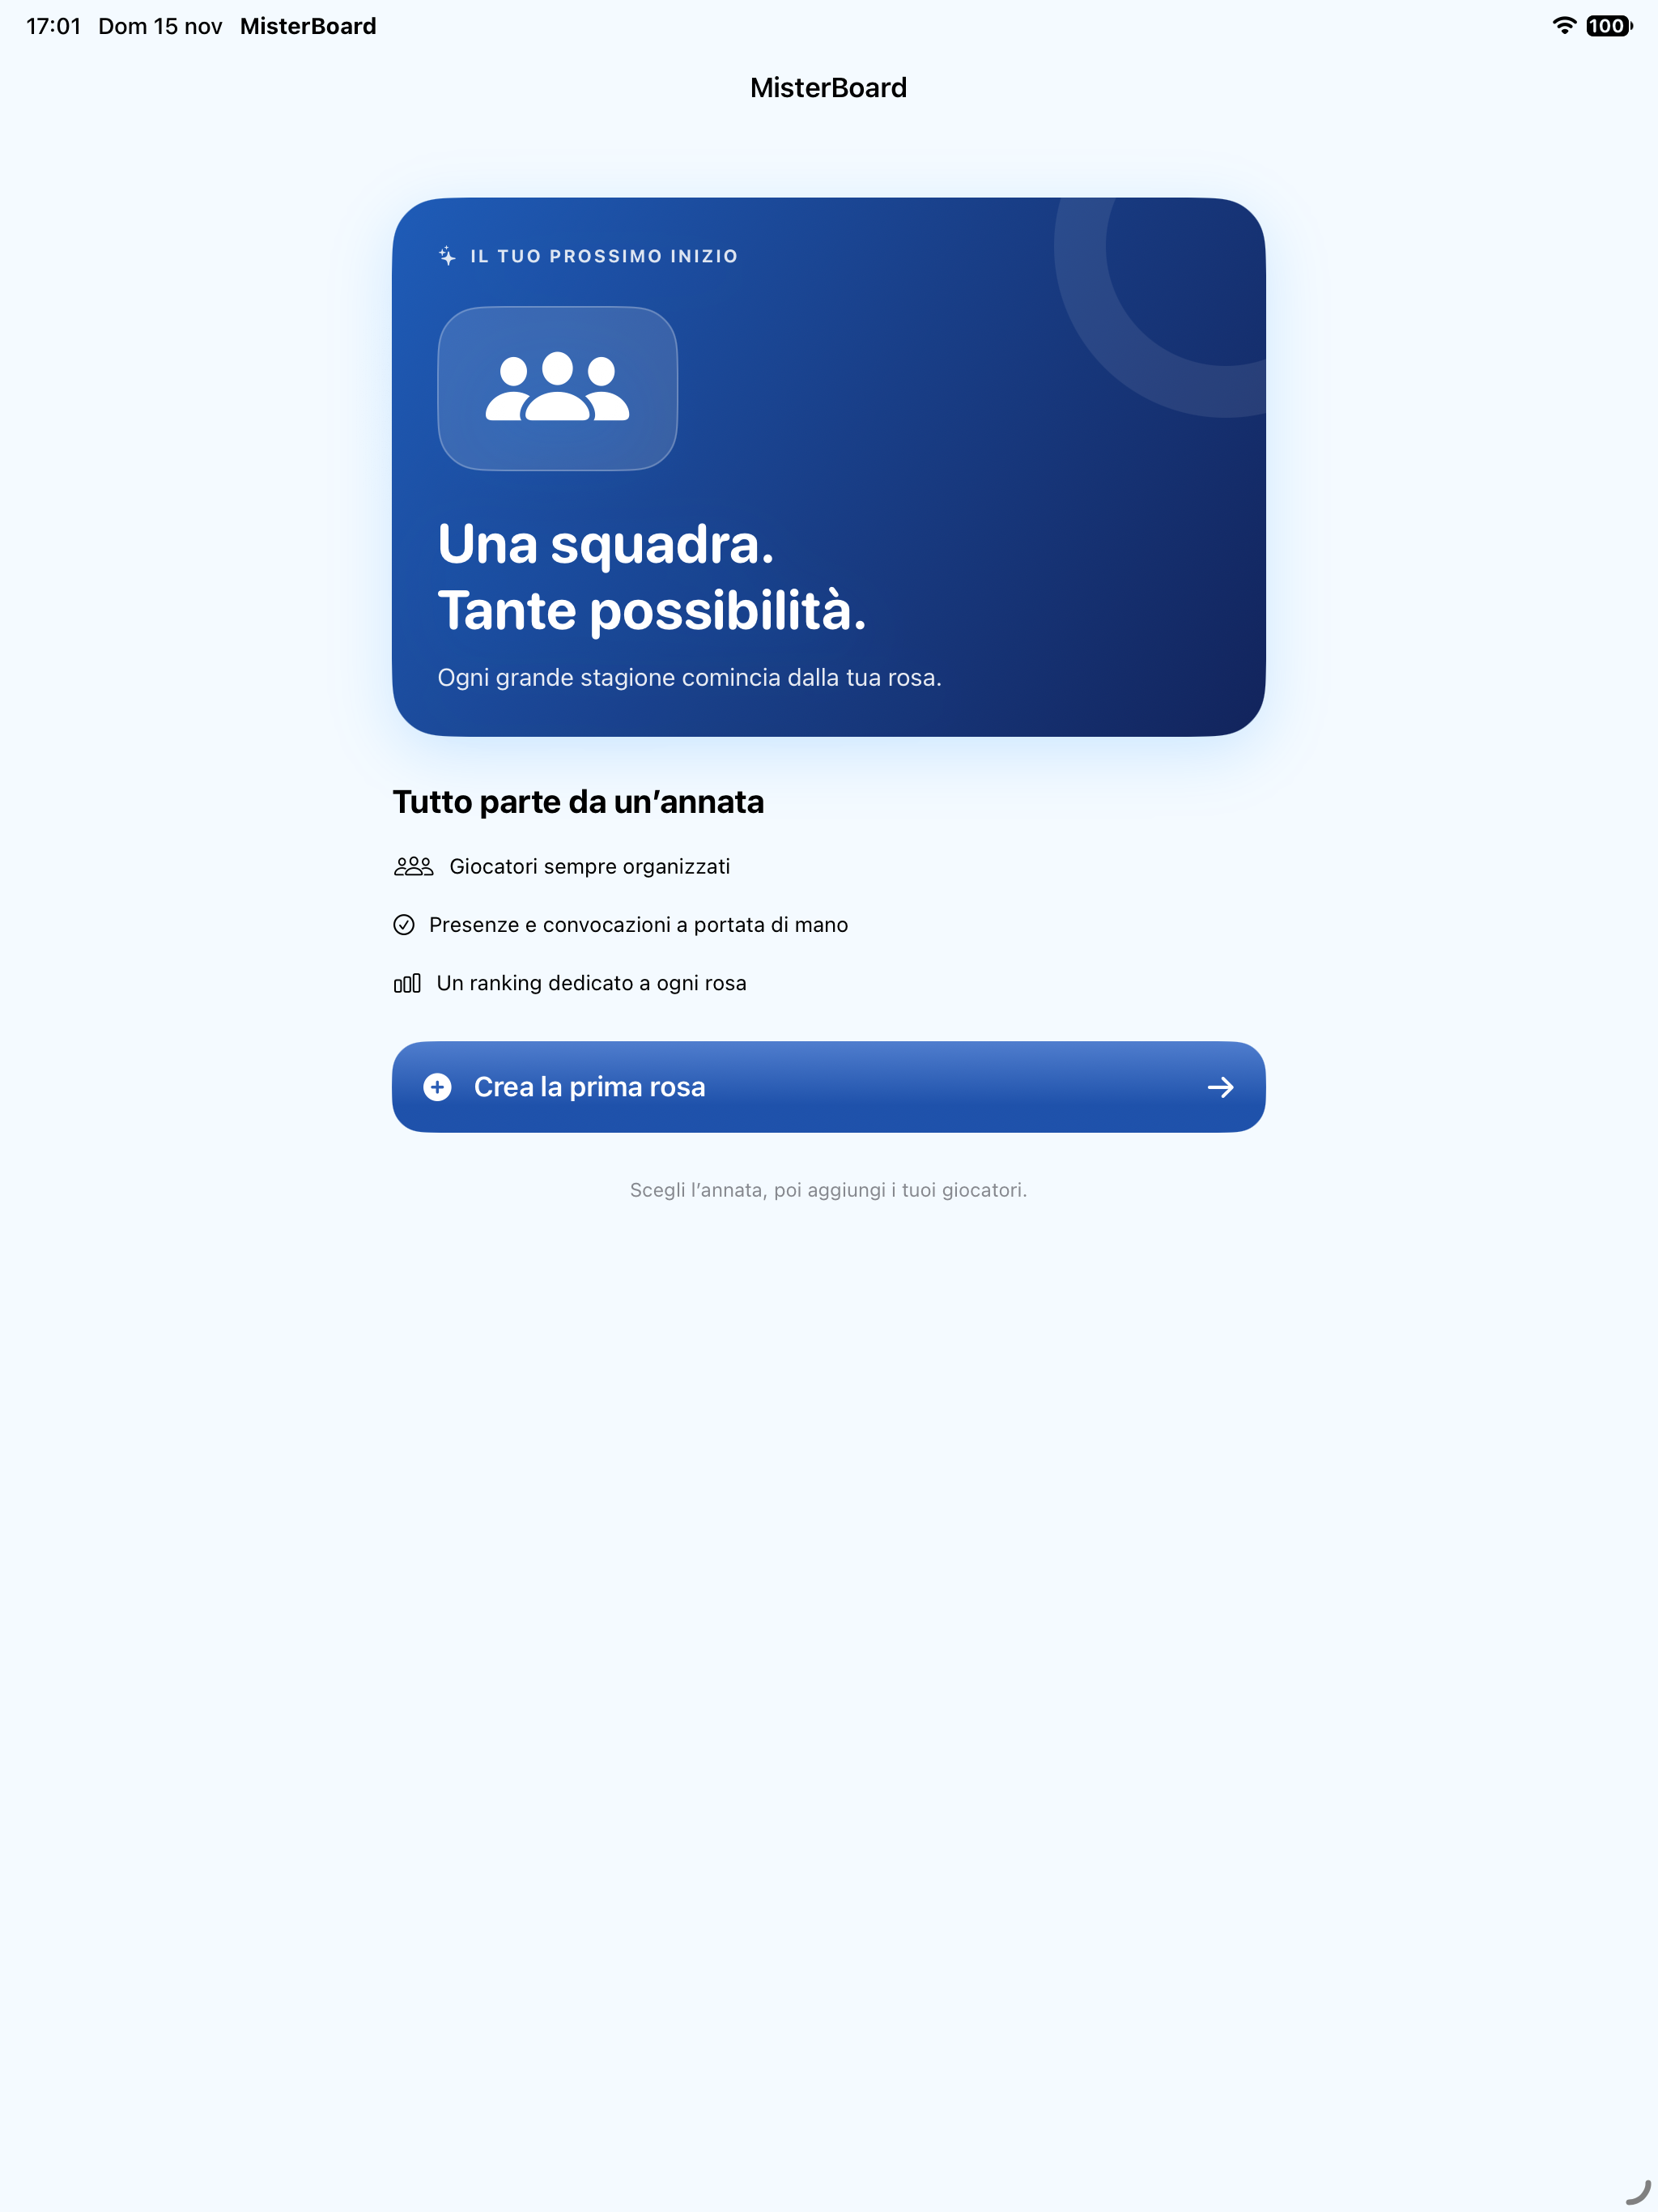 17:01 Dom 15 nov MisterBoard
100
MisterBoard
IL TUO PROSSIMO INIZIO
Una squadra.
Tante possibilità.
Ogni grande stagione comincia dalla tua rosa.
Tutto parte da un’annata
Giocatori sempre organizzati
Presenze e convocazioni a portata di mano
Un ranking dedicato a ogni rosa
Crea la prima rosa
Scegli l’annata, poi aggiungi i tuoi giocatori.